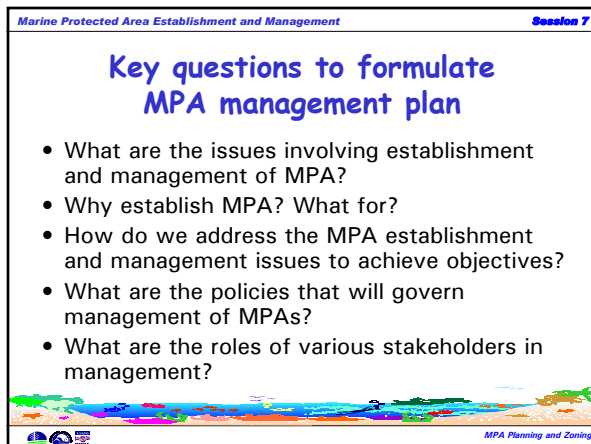 Marine Protected Area Establishment and Management Session 7
Key questions to formulate
MPA management plan
• What are the issues involving establishment
and management of MPA?
• Why establish MPA? What for?
• How do we address the MPA establishment
and management issues to achieve objectives?
• What are the policies that will govern
management of MPAs?
• What are the roles of various stakeholders in
management?
MPA Planning and Zoning